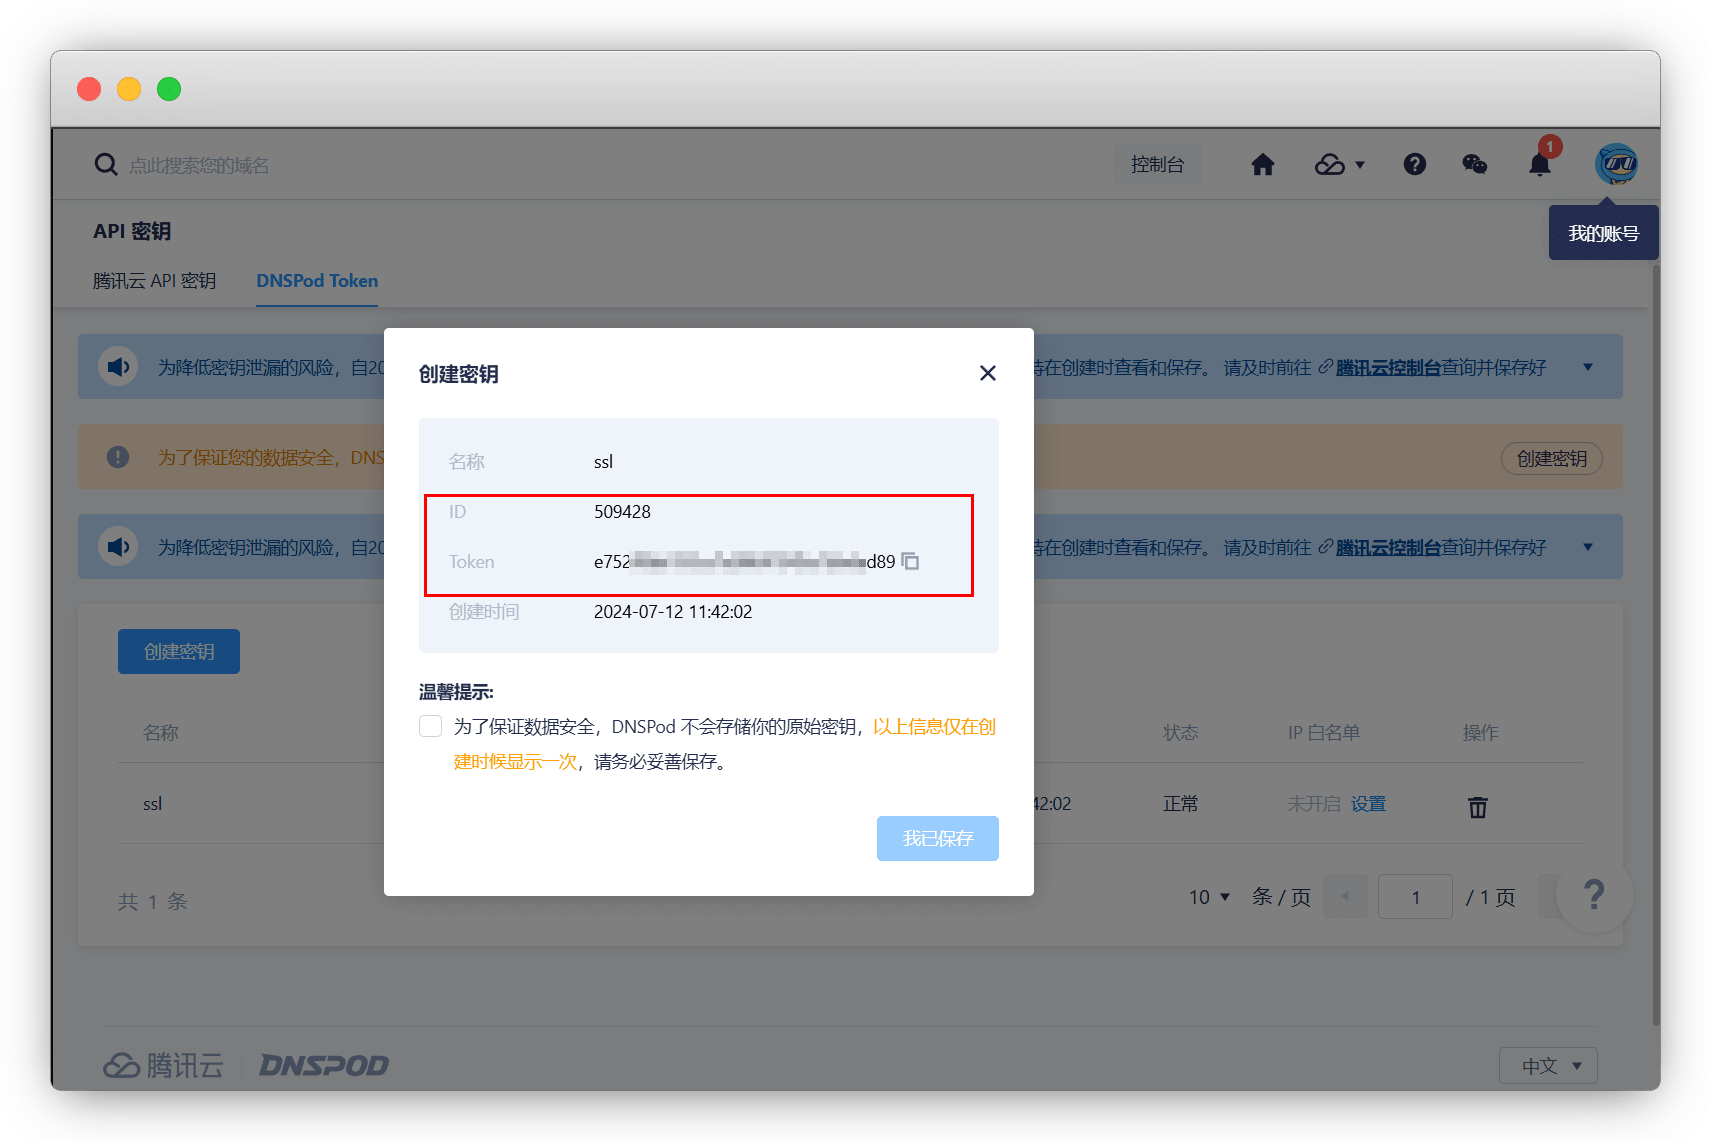 点此搜索您的域名
控制台
1
API 密钥
我的账号
腾讯云 API 密钥
DNSPod Token
为降低密钥泄漏的风险，自20
在创建时查看和保存。 请及时前往 腾讯云控制台查询并保存好
为了保证您的数据安全，DNS
创建密钥
为降低密钥泄漏的风险，自20
在创建时查看和保存。 请及时前往 腾讯云控制台查询并保存好
创建密钥
名称 ssl
ID 509428
Token e752 d89
创建时间 2024-07-12 11:42:02
温馨提示:
为了保证数据安全，DNSPod 不会存储你的原始密钥，以上信息仅在创
建时候显示一次，请务必妥善保存。
我已保存
创建密钥
名称 状态 IP 白名单 操作
ssl 42:02 正常 未开启 设置
共 1 条
10 条 / 页 1 / 1 页
?
腾讯云 DNSPOD
中文